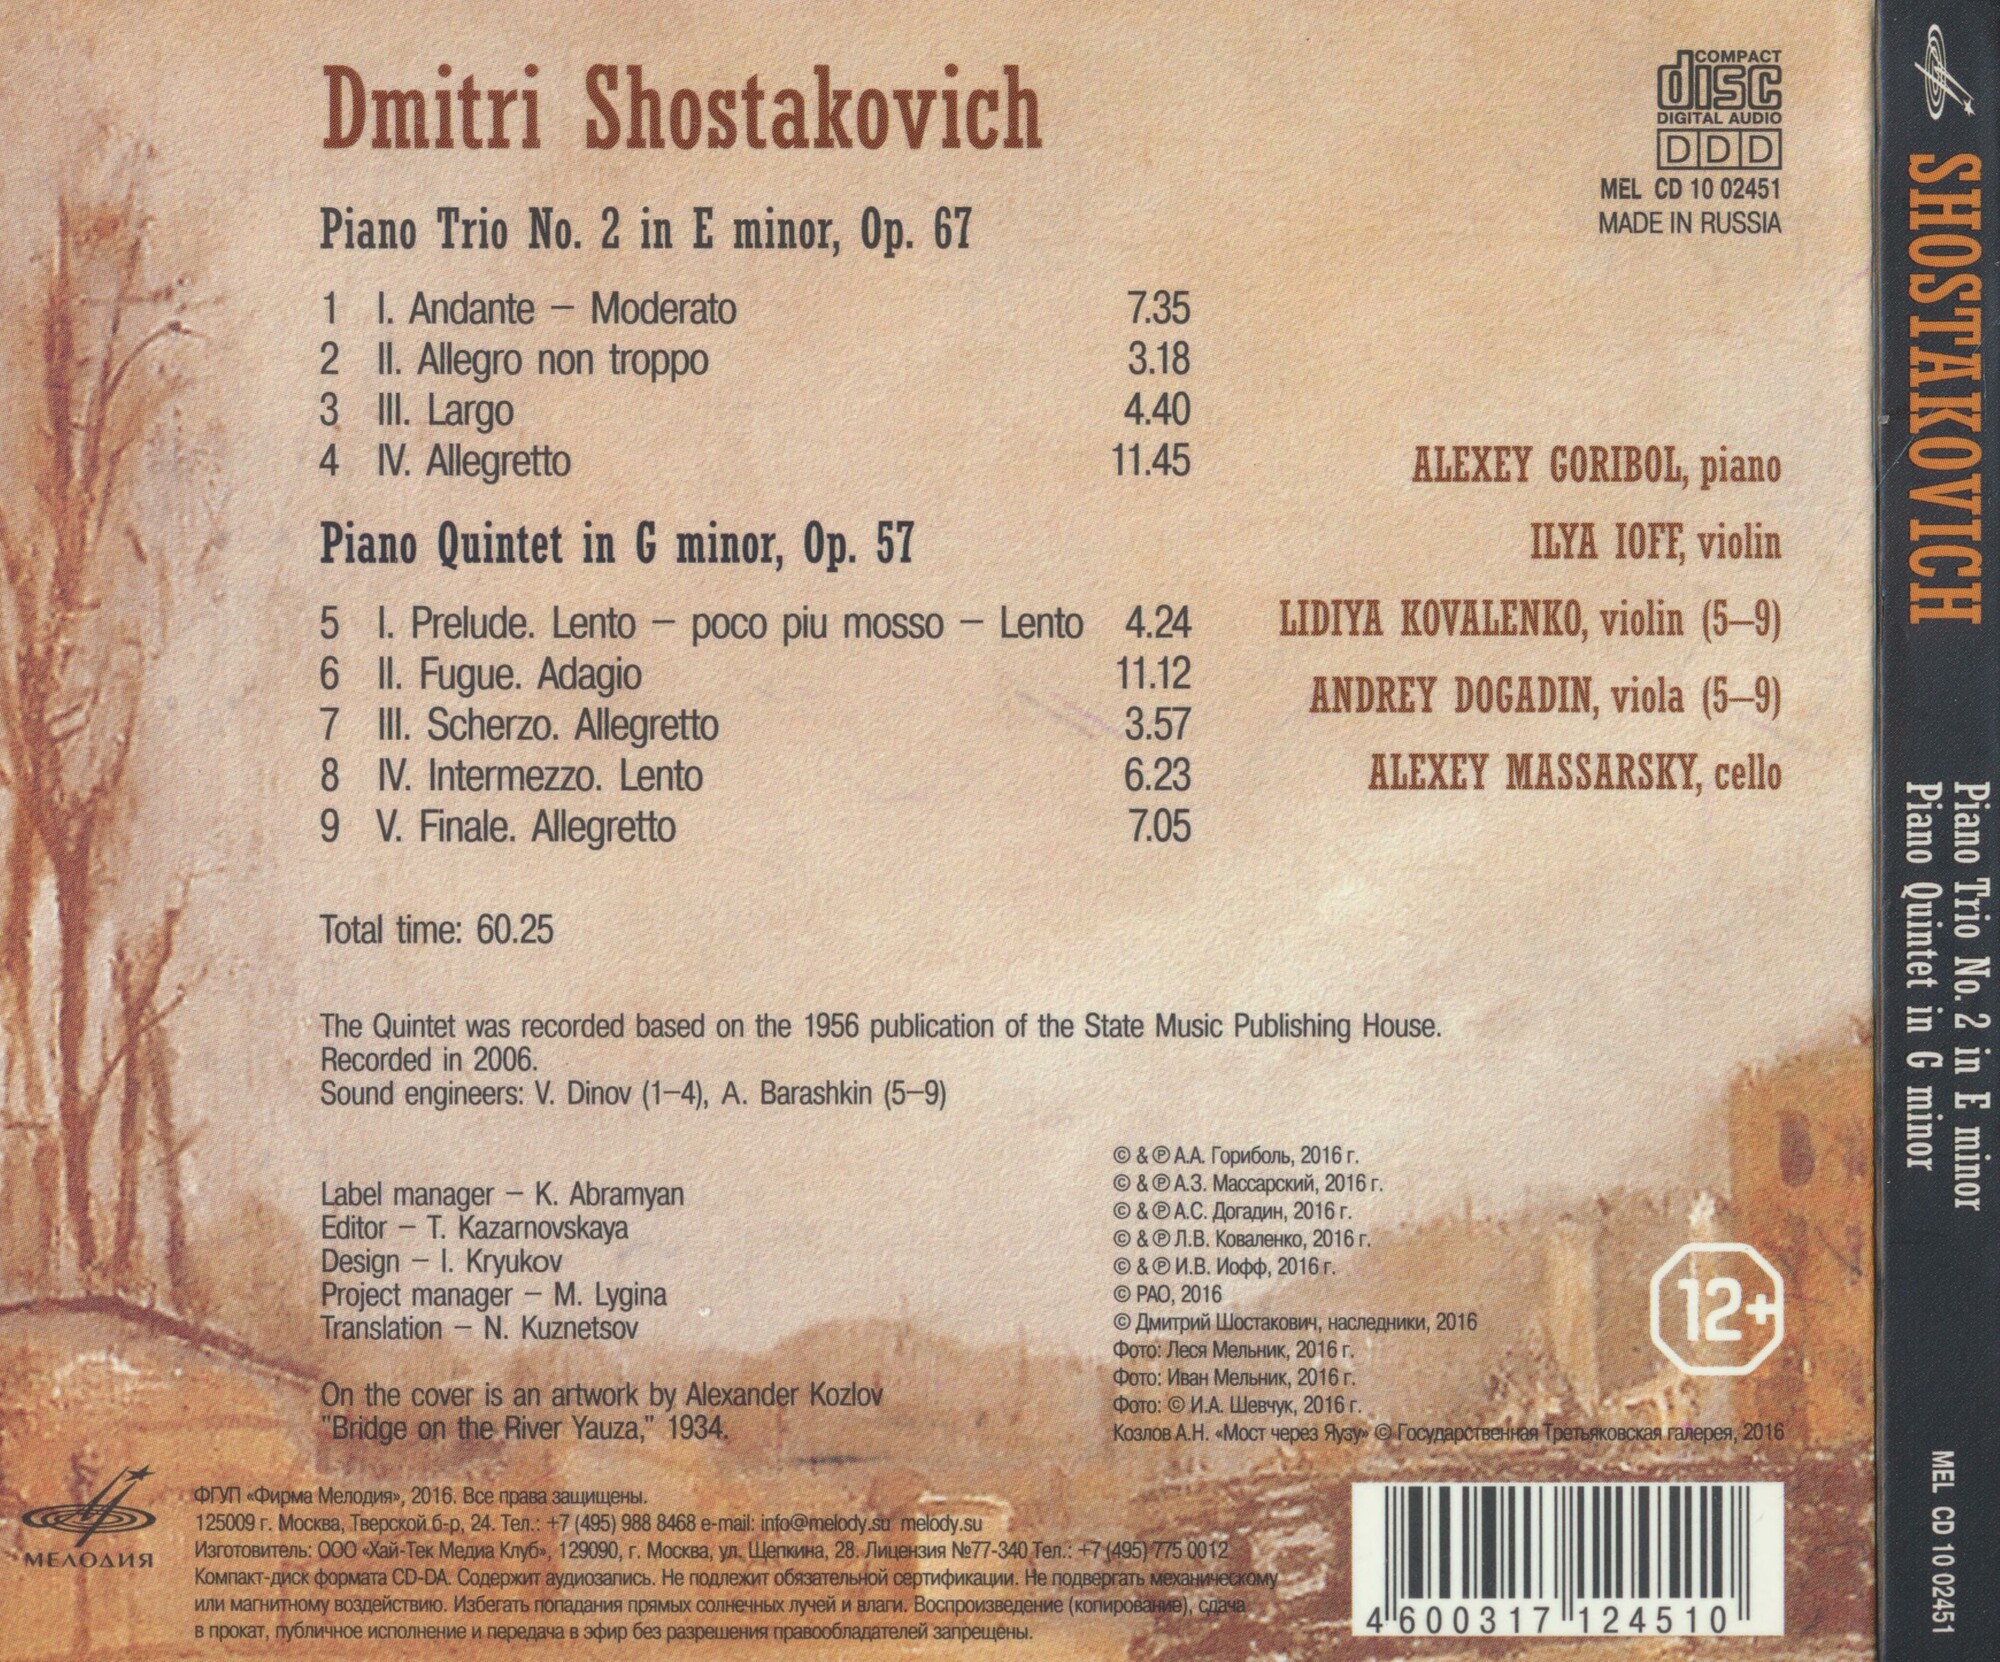 Dmitri Shostakovich
COMPACT
disc
DIGITAL AUDIO
DDD
MEL CD 10 02451
MADE IN RUSSIA
Piano Trio No. 2 in E minor, Op. 67
1 I. Andante – Moderato 7.35
2 II. Allegro non troppo 3.18
3 III. Largo 4.40
4 IV. Allegretto 11.45
Piano Quintet in G minor, Op. 57
5 I. Prelude. Lento – poco piu mosso – Lento 4.24
6 II. Fugue. Adagio 11.12
7 III. Scherzo. Allegretto 3.57
8 IV. Intermezzo. Lento 6.23
9 V. Finale. Allegretto 7.05
Total time: 60.25
ALEXEY GORIBOL, piano
ILYA IOFF, violin
LIDIYA KOVALENKO, violin (5–9)
ANDREY DOGADIN, viola (5–9)
ALEXEY MASSARSKY, cello
The Quintet was recorded based on the 1956 publication of the State Music Publishing House.
Recorded in 2006.
Sound engineers: V. Dinov (1–4), A. Barashkin (5–9)
Label manager – K. Abramyan
Editor – T. Kazarnovskaya
Design – I. Kryukov
Project manager – M. Lygina
Translation – N. Kuznetsov
On the cover is an artwork by Alexander Kozlov
"Bridge on the River Yauza," 1934.
© & ℗ А.А. Гориболь, 2016 г.
© & ℗ А.З. Массарский, 2016 г.
© & ℗ А.С. Догадин, 2016 г.
© & ℗ Л.В. Коваленко, 2016 г.
© & ℗ И.В. Иофф, 2016 г.
© РАО, 2016
© Дмитрий Шостакович, наследники, 2016
Фото: Леся Мельник, 2016 г.
Фото: Иван Мельник, 2016 г.
Фото: © И.А. Шевчук, 2016 г.
Козлов А.Н. «Мост через Яузу» © Государственная Третьяковская галерея, 2016
12+
МЕЛОДИЯ
ФГУП «Фирма Мелодия», 2016. Все права защищены.
125009 г. Москва, Тверской б-р, 24. Тел.: +7 (495) 988 8468 e-mail: info@melody.su melody.su
Изготовитель: ООО «Хай-Тек Медиа Клуб», 129090, г. Москва, ул. Щепкина, 28. Лицензия №77-340 Тел.: +7 (495) 775 0012
Компакт-диск формата CD-DA. Содержит аудиозапись. Не подлежит обязательной сертификации. Не подвергать механическому
или магнитному воздействию. Избегать попадания прямых солнечных лучей и влаги. Воспроизведение (копирование), сдача
в прокат, публичное исполнение и передача в эфир без разрешения правообладателей запрещены.
4 600317 124510
SHOSTAKOVICH
Piano Trio No. 2 in E minor
Piano Quintet in G minor
MEL CD 10 02451